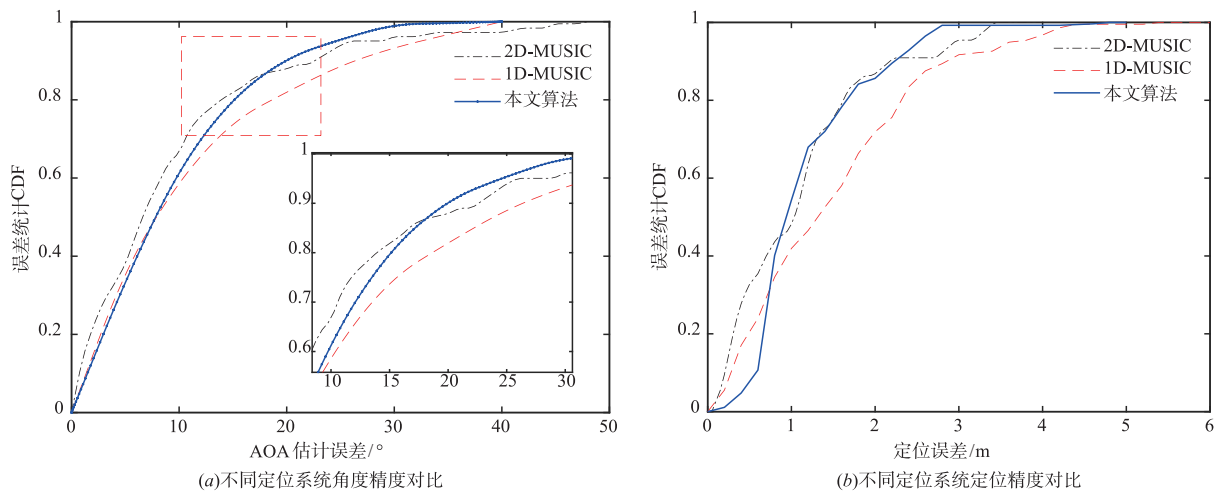 1
0.8
0.6
0.4
0.2
0
误差统计CDF
0 10 20 30 40 50
AOA 估计误差/°
2D-MUSIC
1D-MUSIC
本文算法
1
0.9
0.8
0.7
0.6
10 15 20 25 30
(a)不同定位系统角度精度对比
1
0.8
0.6
0.4
0.2
0
误差统计CDF
0 1 2 3 4 5 6
定位误差/m
2D-MUSIC
1D-MUSIC
本文算法
(b)不同定位系统定位精度对比